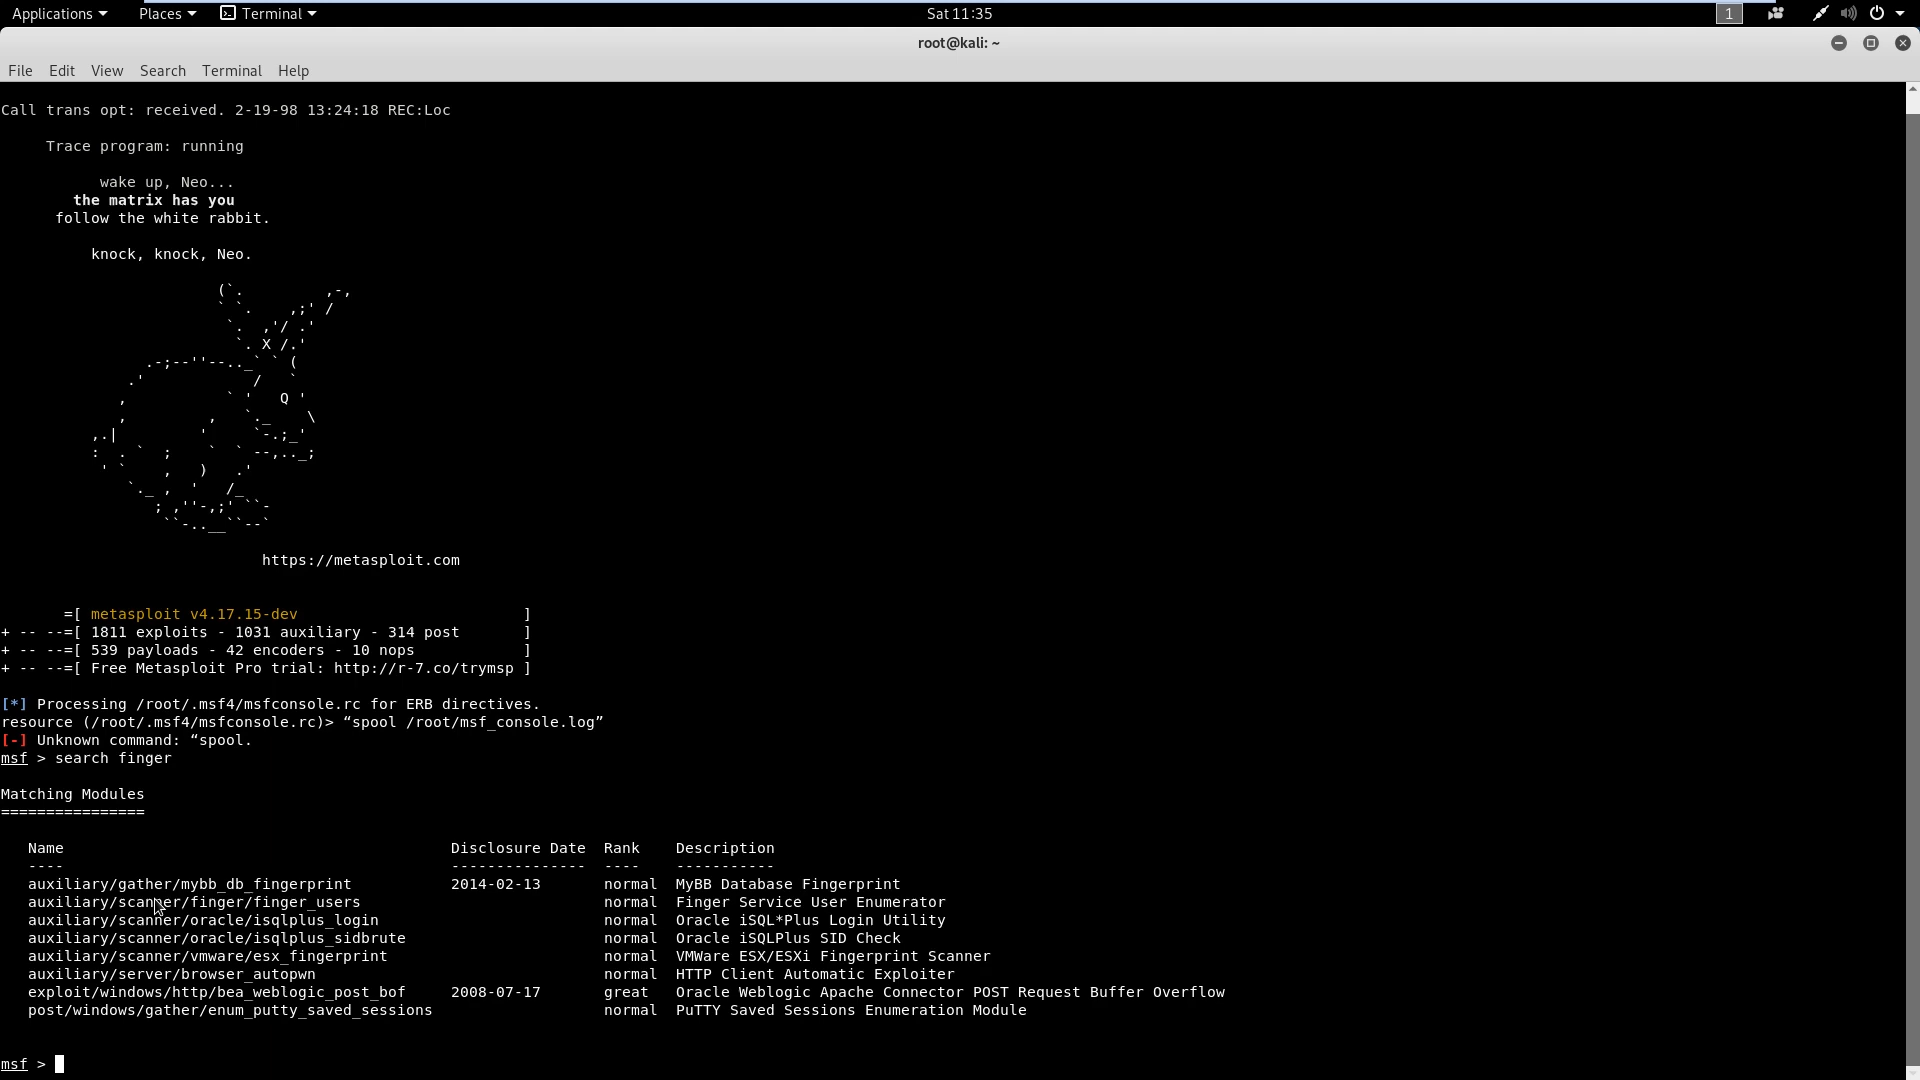 Applications Places Terminal Sat 11:35 1
root@kali: ~
File Edit View Search Terminal Help
Call trans opt: received. 2-19-98 13:24:18 REC:Loc
Trace program: running
wake up, Neo...
the matrix has you
follow the white rabbit.
knock, knock, Neo.
(`.          ,-,
` `.    ,;' /
`.  ,'/ .'
`. X /.'
.-;--''--.._` ` (
.'            /   `
,           ` '   Q '
,         ,   `._    \
,.|         '     `-.;_'
:  . `  ;    `  ` --,.._;
' `    ,   )   .'
`._ ,  '   /_
; ,''-,;' ``-
``-..__``--`
https://metasploit.com
=[ metasploit v4.17.15-dev                         ]
+ -- --=[ 1811 exploits - 1031 auxiliary - 314 post       ]
+ -- --=[ 539 payloads - 42 encoders - 10 nops            ]
+ -- --=[ Free Metasploit Pro trial: http://r-7.co/trymsp ]
[*] Processing /root/.msf4/msfconsole.rc for ERB directives.
resource (/root/.msf4/msfconsole.rc)> “spool /root/msf_console.log”
[-] Unknown command: “spool.
msf > search finger
Matching Modules
================
Name                                           Disclosure Date  Rank    Description
----                                           ---------------  ----    -----------
auxiliary/gather/mybb_db_fingerprint           2014-02-13       normal  MyBB Database Fingerprint
auxiliary/scanner/finger/finger_users                           normal  Finger Service User Enumerator
auxiliary/scanner/oracle/isqlplus_login                         normal  Oracle iSQL*Plus Login Utility
auxiliary/scanner/oracle/isqlplus_sidbrute                      normal  Oracle iSQLPlus SID Check
auxiliary/scanner/vmware/esx_fingerprint                        normal  VMWare ESX/ESXi Fingerprint Scanner
auxiliary/server/browser_autopwn                                normal  HTTP Client Automatic Exploiter
exploit/windows/http/bea_weblogic_post_bof     2008-07-17       great   Oracle Weblogic Apache Connector POST Request Buffer Overflow
post/windows/gather/enum_putty_saved_sessions                   normal  PuTTY Saved Sessions Enumeration Module
msf >